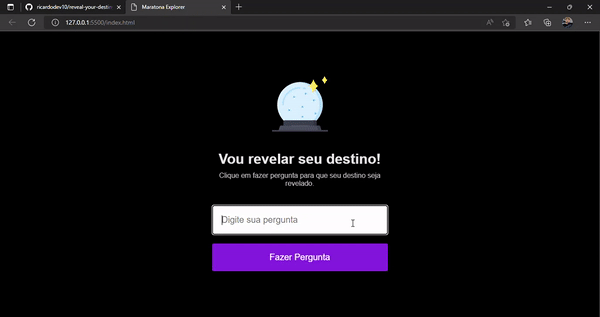 ricardodev10/reveal-your-destin
Maratona Explorer
127.0.0.1:5500/index.html
Vou revelar seu destino!
Clique em fazer pergunta para que seu destino seja
revelado.
Digite sua pergunta
Fazer Pergunta